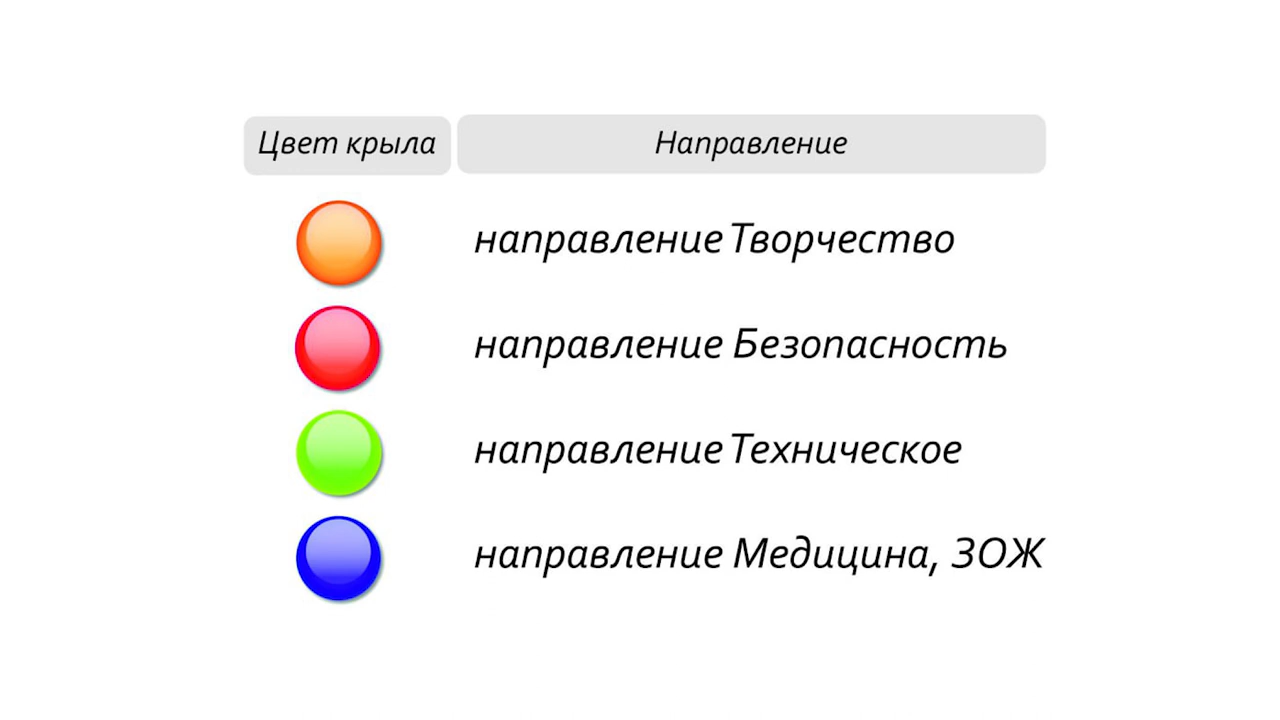 Цвет крыла Направление
направление Творчество
направление Безопасность
направление Техническое
направление Медицина, ЗОЖ